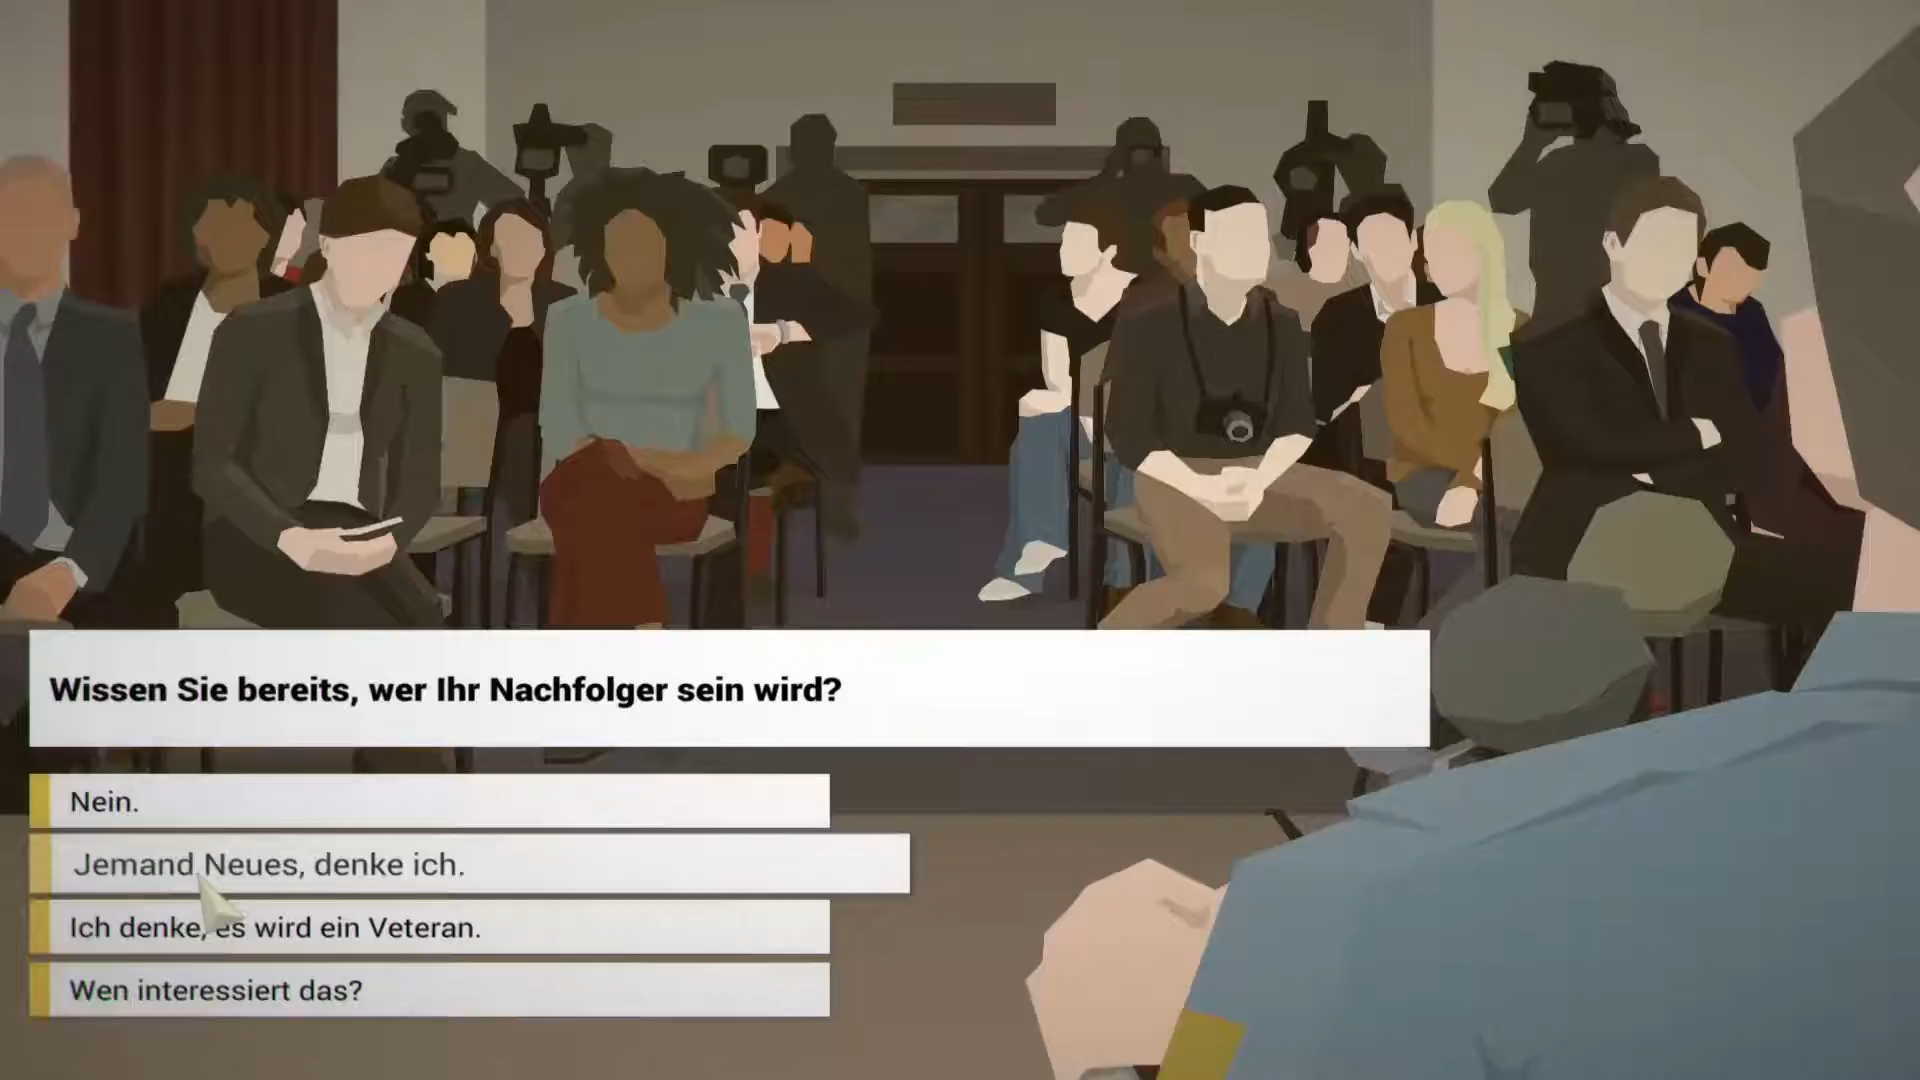 Wissen Sie bereits, wer Ihr Nachfolger sein wird?
Nein.
Jemand Neues, denke ich.
Ich denke, es wird ein Veteran.
Wen interessiert das?